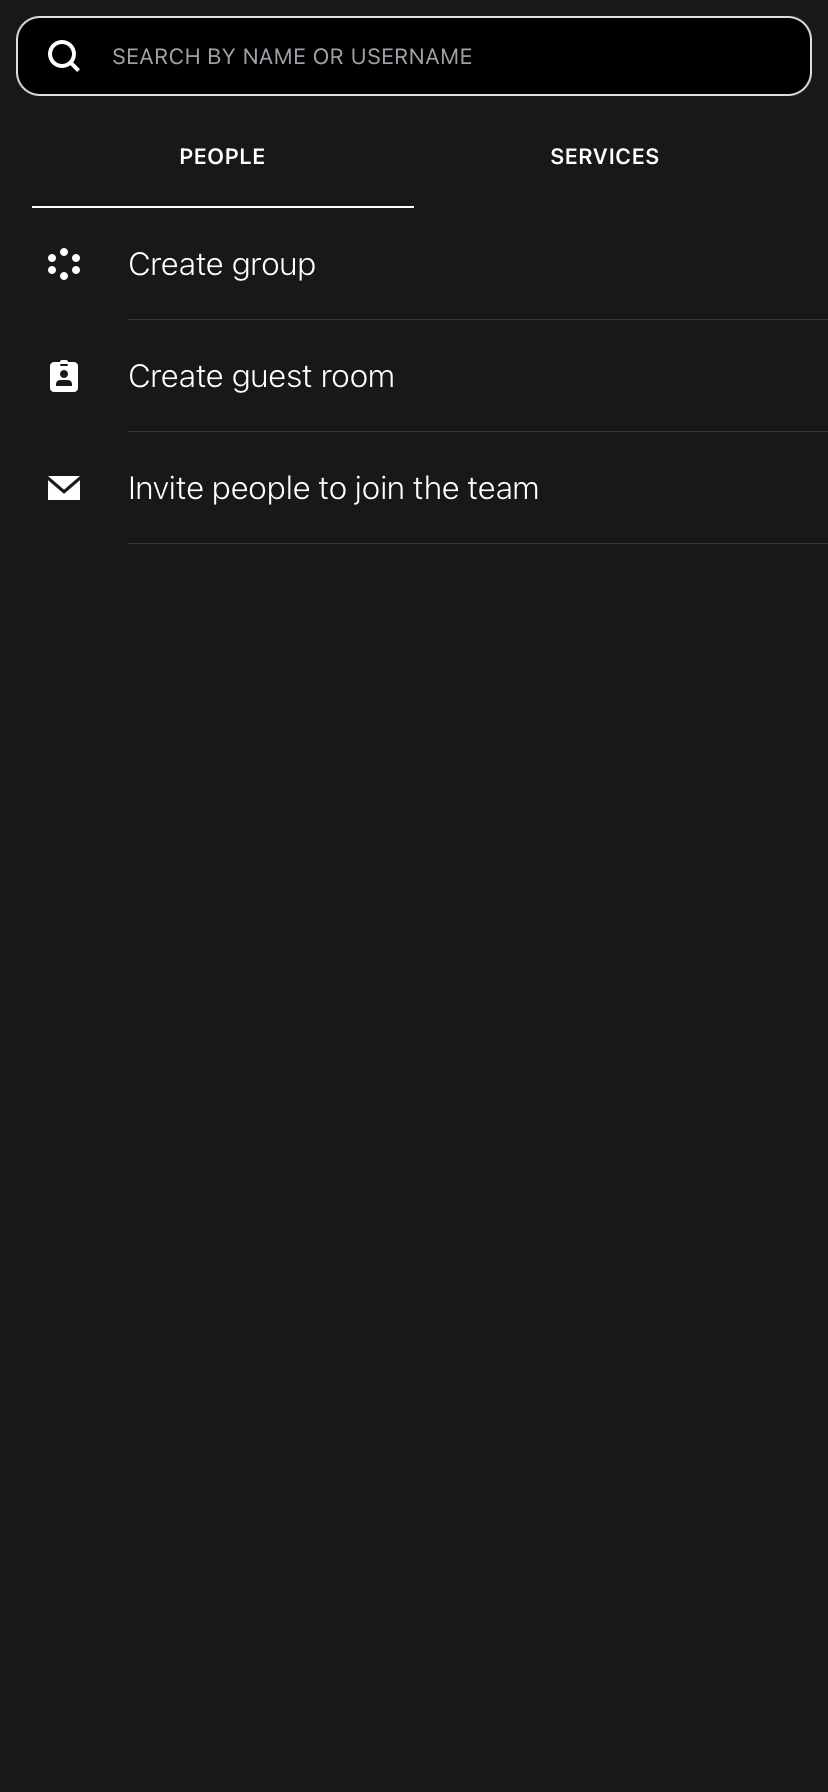 SEARCH BY NAME OR USERNAME
PEOPLE
SERVICES
Create group
Create guest room
Invite people to join the team